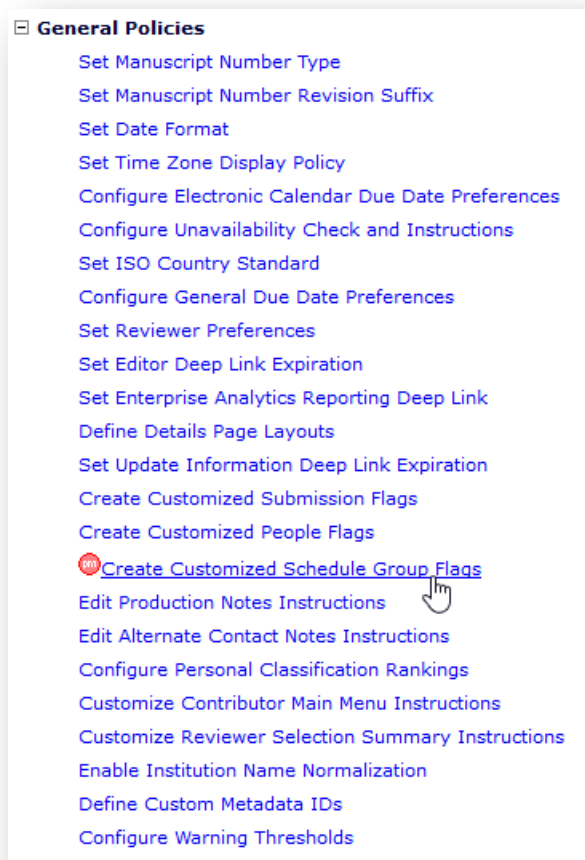 General Policies
Set Manuscript Number Type
Set Manuscript Number Revision Suffix
Set Date Format
Set Time Zone Display Policy
Configure Electronic Calendar Due Date Preferences
Configure Unavailability Check and Instructions
Set ISO Country Standard
Configure General Due Date Preferences
Set Reviewer Preferences
Set Editor Deep Link Expiration
Set Enterprise Analytics Reporting Deep Link
Define Details Page Layouts
Set Update Information Deep Link Expiration
Create Customized Submission Flags
Create Customized People Flags
pm Create Customized Schedule Group Flags
Edit Production Notes Instructions
Edit Alternate Contact Notes Instructions
Configure Personal Classification Rankings
Customize Contributor Main Menu Instructions
Customize Reviewer Selection Summary Instructions
Enable Institution Name Normalization
Define Custom Metadata IDs
Configure Warning Thresholds